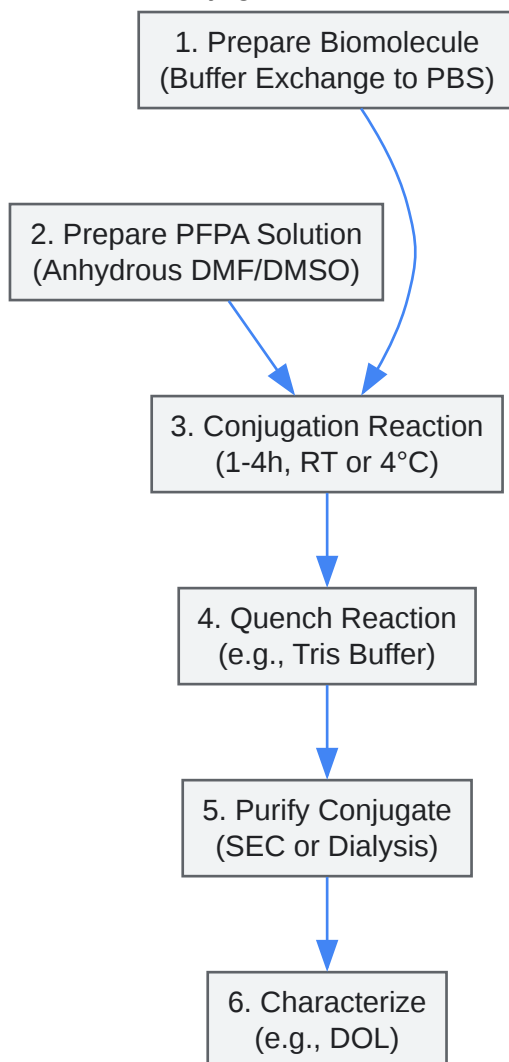 1. Prepare Biomolecule
(Buffer Exchange to PBS)
2. Prepare PFPA Solution
(Anhydrous DMF/DMSO)
3. Conjugation Reaction
(1-4h, RT or 4°C)
4. Quench Reaction
(e.g., Tris Buffer)
5. Purify Conjugate
(SEC or Dialysis)
6. Characterize
(e.g., DOL)